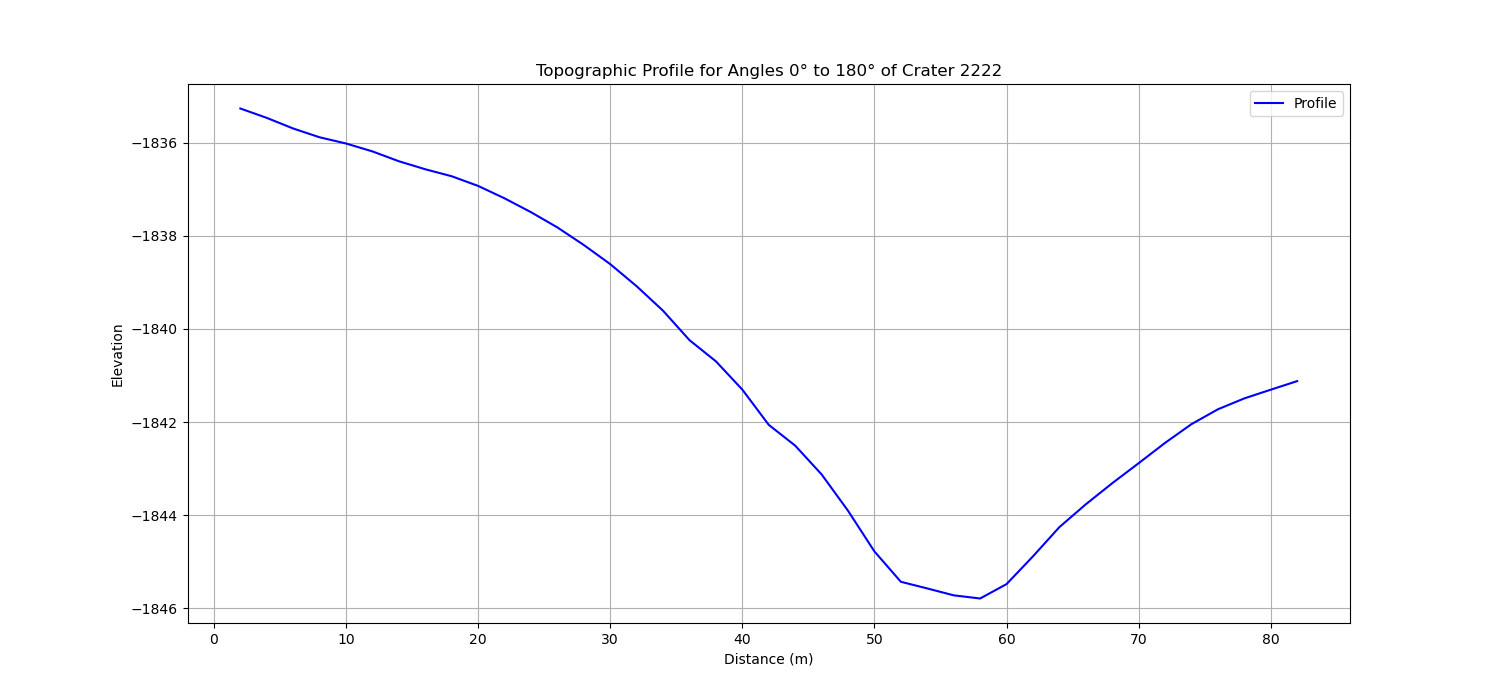 Topographic Profile for Angles 0° to 180° of Crater 2222
Profile
−1836
−1838
−1840
−1842
−1844
−1846
Elevation
0 10 20 30 40 50 60 70 80
Distance (m)